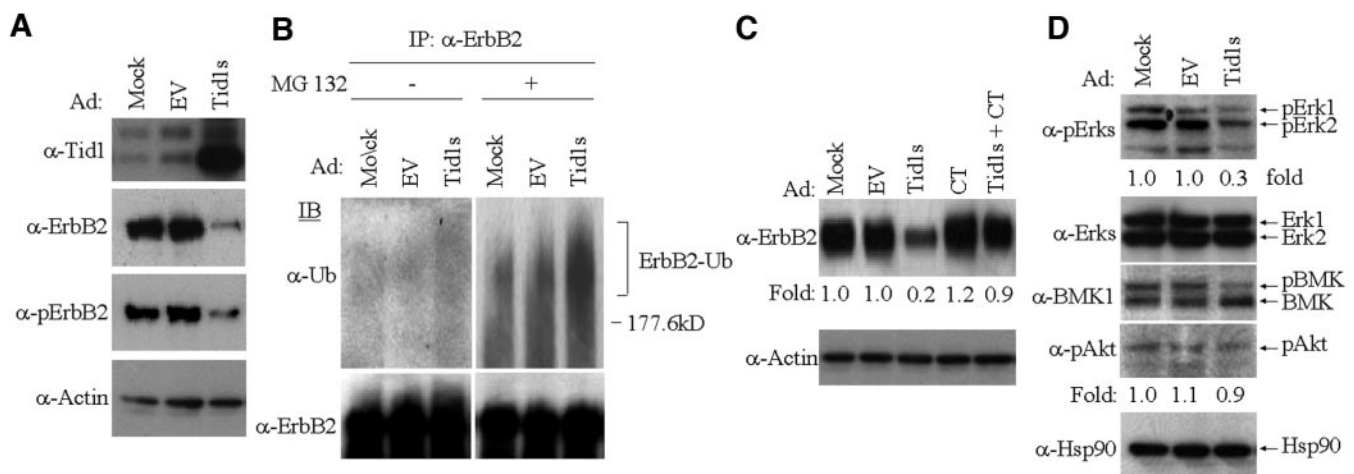 A
Ad: Mock EV Tid1s
α-Tid1
α-ErbB2
α-pErbB2
α-Actin
B
IP: α-ErbB2
MG 132 - +
Ad: Mo\ck EV Tid1s Mock EV Tid1s
IB
α-Ub
ErbB2-Ub
177.6kD
α-ErbB2
C
Ad: Mock EV Tid1s CT Tid1s + CT
α-ErbB2
Fold: 1.0 1.0 0.2 1.2 0.9
α-Actin
D
Ad: Mock EV Tid1s
α-pErks
pErk1
pErk2
1.0 1.0 0.3 fold
α-Erks
Erk1
Erk2
α-BMK1
pBMK
BMK
α-pAkt
pAkt
Fold: 1.0 1.1 0.9
α-Hsp90
Hsp90